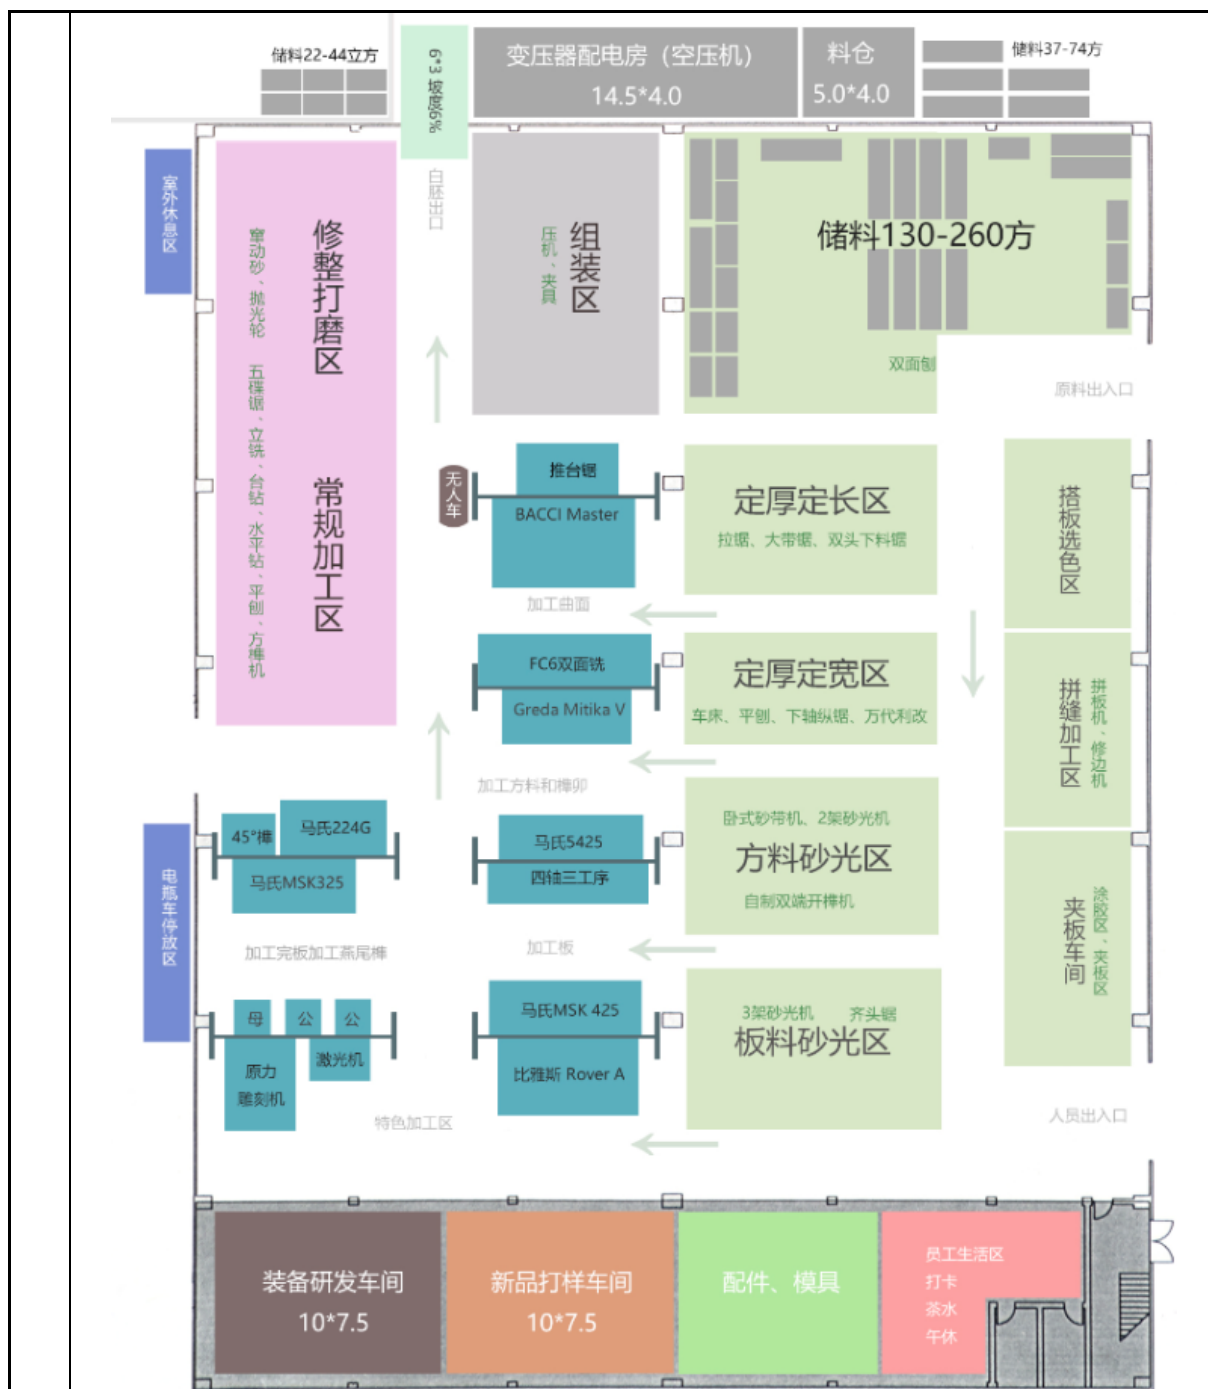 储料22-44立方
6*3 坡度6%
变压器配电房（空压机）
14.5*4.0
料仓
5.0*4.0
储料37-74方
室外休息区
修整打磨区
窜动砂、抛光轮
五碟锯、立铣、台钻、水平钻、平刨、方榫机
常规加工区
白胚出口
组装区
压机、夹具
储料130-260方
双面刨
原料出入口
无人车
推台锯
BACCI Master
加工曲面
定厚定长区
拉锯、大带锯、双头下料锯
搭板选色区
FC6双面铣
Greda Mitika V
加工方料和榫卯
定厚定宽区
车床、平刨、下轴纵锯、万代利改
拼缝加工区
拼板机、修边机
电瓶车停放区
45°榫
马氏224G
马氏MSK325
加工完板加工燕尾榫
马氏5425
四轴三工序
加工板
卧式砂带机、2架砂光机
方料砂光区
自制双端开榫机
夹板车间
涂胶区、夹板区
母
公
公
原力
雕刻机
激光机
特色加工区
马氏MSK 425
比雅斯 Rover A
3架砂光机
齐头锯
板料砂光区
人员出入口
装备研发车间
10*7.5
新品打样车间
10*7.5
配件、模具
员工生活区
打卡
茶水
午休